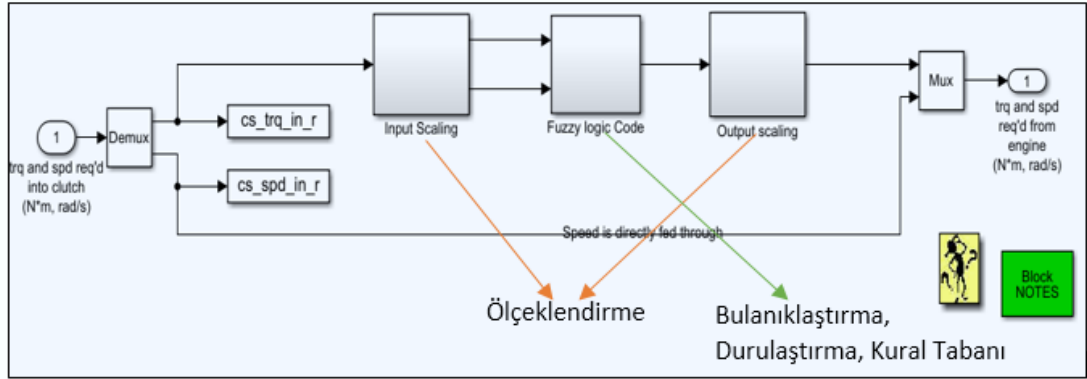 1
trq and spd req'd
into clutch
(N*m, rad/s)
Demux
cs_trq_in_r
cs_spd_in_r
Input Scaling
Fuzzy logic Code
Output scaling
Mux
1
trq and spd
req'd from
engine
(N*m, rad/s)
Speed is directly fed through
Block
NOTES
Ölçeklendirme
Bulanıklaştırma,
Durulaştırma, Kural Tabanı